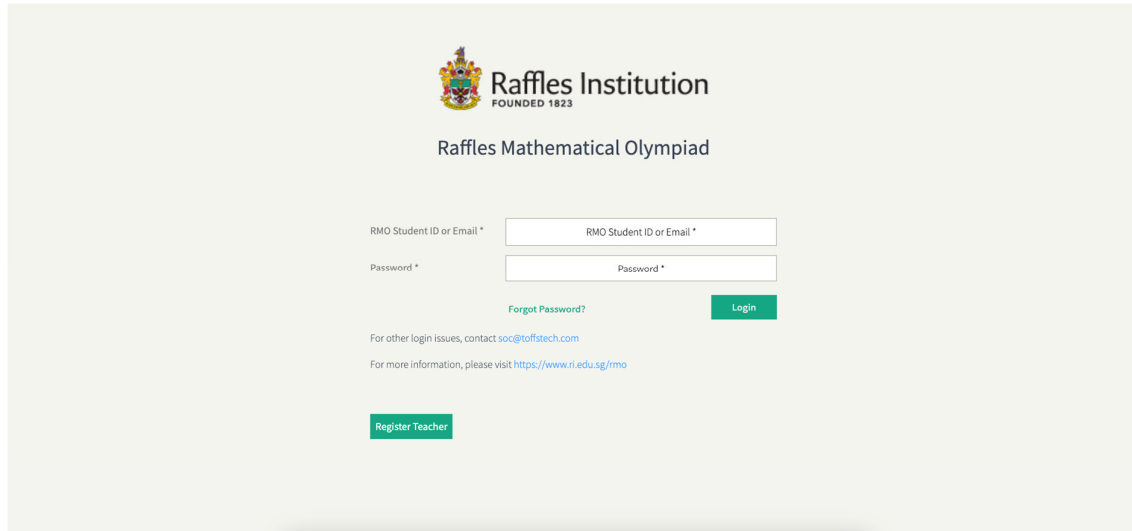 Raffles Institution
FOUNDED 1823
Raffles Mathematical Olympiad
RMO Student ID or Email * RMO Student ID or Email *
Password * Password *
Forgot Password? Login
For other login issues, contact soc@toffstech.com
For more information, please visit https://www.ri.edu.sg/rmo
Register Teacher